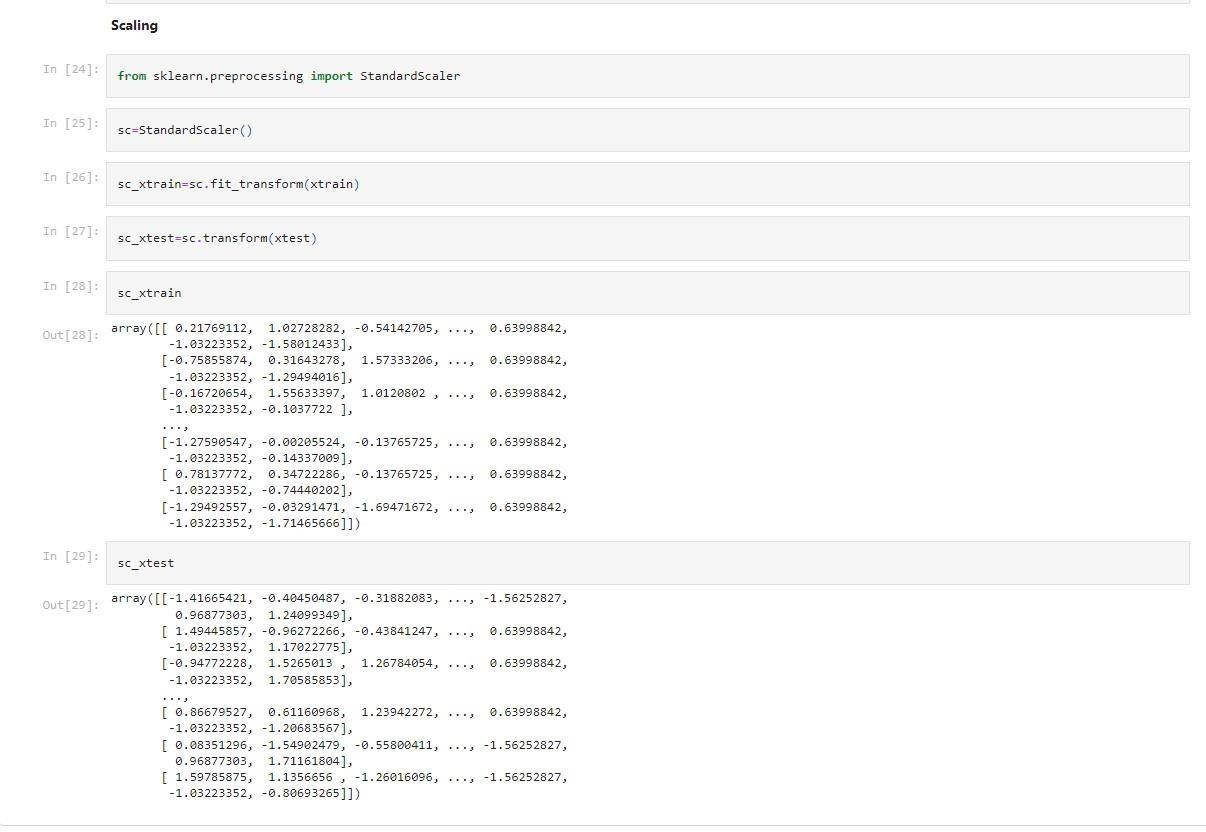 Scaling
In [24]:
from sklearn.preprocessing import StandardScaler
In [25]:
sc=StandardScaler()
In [26]:
sc_xtrain=sc.fit_transform(xtrain)
In [27]:
sc_xtest=sc.transform(xtest)
In [28]:
sc_xtrain
Out[28]:
array([[ 0.21769112,  1.02728282, -0.54142705, ...,  0.63998842,
        -1.03223352, -1.58012433],
       [-0.75855874,  0.31643278,  1.57333206, ...,  0.63998842,
        -1.03223352, -1.29494016],
       [-0.16720654,  1.55633397,  1.0120802 , ...,  0.63998842,
        -1.03223352, -0.1037722 ],
       ...,
       [-1.27590547, -0.00205524, -0.13765725, ...,  0.63998842,
        -1.03223352, -0.14337009],
       [ 0.78137772,  0.34722286, -0.13765725, ...,  0.63998842,
        -1.03223352, -0.74440202],
       [-1.29492557, -0.03291471, -1.69471672, ...,  0.63998842,
        -1.03223352, -1.71465666]])
In [29]:
sc_xtest
Out[29]:
array([[-1.41665421, -0.40450487, -0.31882083, ..., -1.56252827,
         0.96877303,  1.24099349],
       [ 1.49445857, -0.96272266, -0.43841247, ...,  0.63998842,
        -1.03223352,  1.17022775],
       [-0.94772228,  1.5265013 ,  1.26784054, ...,  0.63998842,
        -1.03223352,  1.70585853],
       ...,
       [ 0.86679527,  0.61160968,  1.23942272, ...,  0.63998842,
        -1.03223352, -1.20683567],
       [ 0.08351296, -1.54902479, -0.55800411, ..., -1.56252827,
         0.96877303,  1.71161804],
       [ 1.59785875,  1.1356656 , -1.26016096, ..., -1.56252827,
        -1.03223352, -0.80693265]])